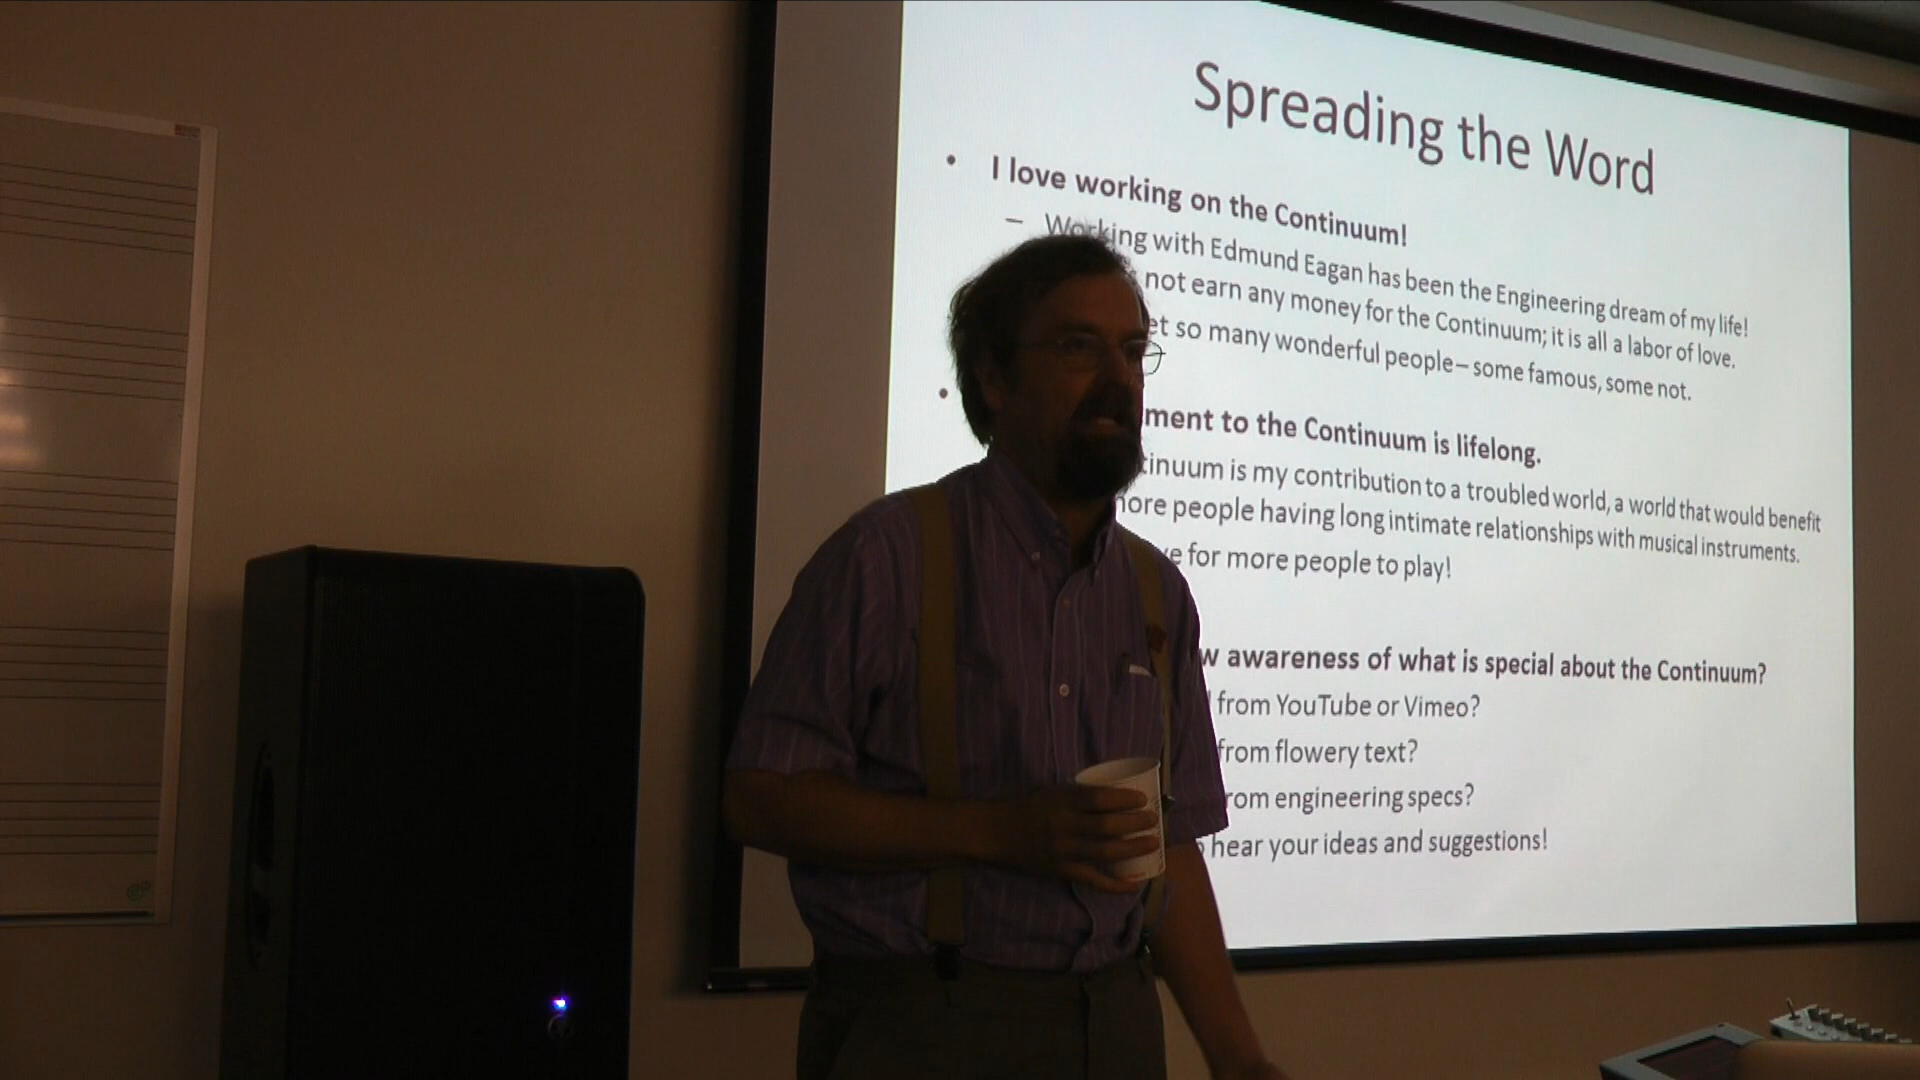 Spreading the Word
• I love working on the Continuum!
– Working with Edmund Eagan has been the Engineering dream of my life!
not earn any money for the Continuum; it is all a labor of love.
so many wonderful people – some famous, some not.
to the Continuum is lifelong.
is my contribution to a troubled world, a world that would benefit
people having long intimate relationships with musical instruments.
for more people to play!
awareness of what is special about the Continuum?
from YouTube or Vimeo?
from flowery text?
engineering specs?
hear your ideas and suggestions!